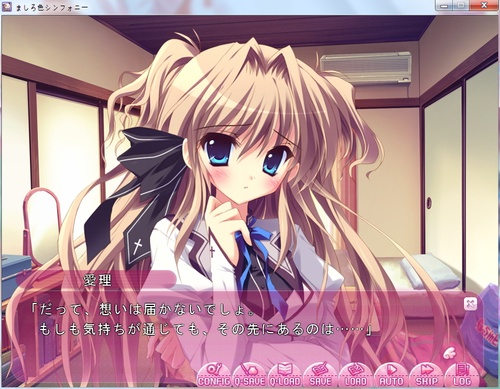 ましろ色シンフォニー
愛理
「だって、想いは届かないでしょ。
もしも気持ちが通じても、その先にあるのは……」
CONFIG Q-SAVE Q-LOAD SAVE LOAD AUTO SKIP LOG